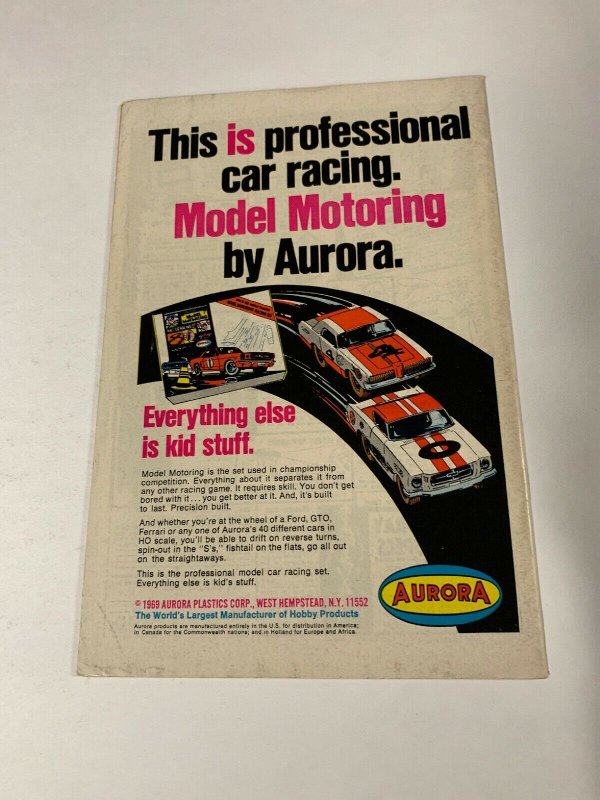 This is professional
car racing.
Model Motoring
by Aurora.
Everything else
is kid stuff.
Model Motoring is the set used in championship
competition. Everything about it separates it from
any other racing game. It requires skill. You don't get
bored with it...you get better at it. And, it's built
to last. Precision built.
And whether you're at the wheel of a Ford, GTO,
Ferrari or any one of Aurora's 40 different cars in
HO scale, you'll be able to drift on reverse turns,
spin-out in the "S's," fishtail on the flats, go all out
on the straightaways.
This is the professional model car racing set.
Everything else is kid's stuff.
AURORA
© 1969 AURORA PLASTICS CORP., WEST HEMPSTEAD, N.Y. 11552
The World's Largest Manufacturer of Hobby Products
Aurora products are manufactured entirely in the U.S. for distribution in America;
in Canada for the Commonwealth nations; and in Holland for Europe and Africa.